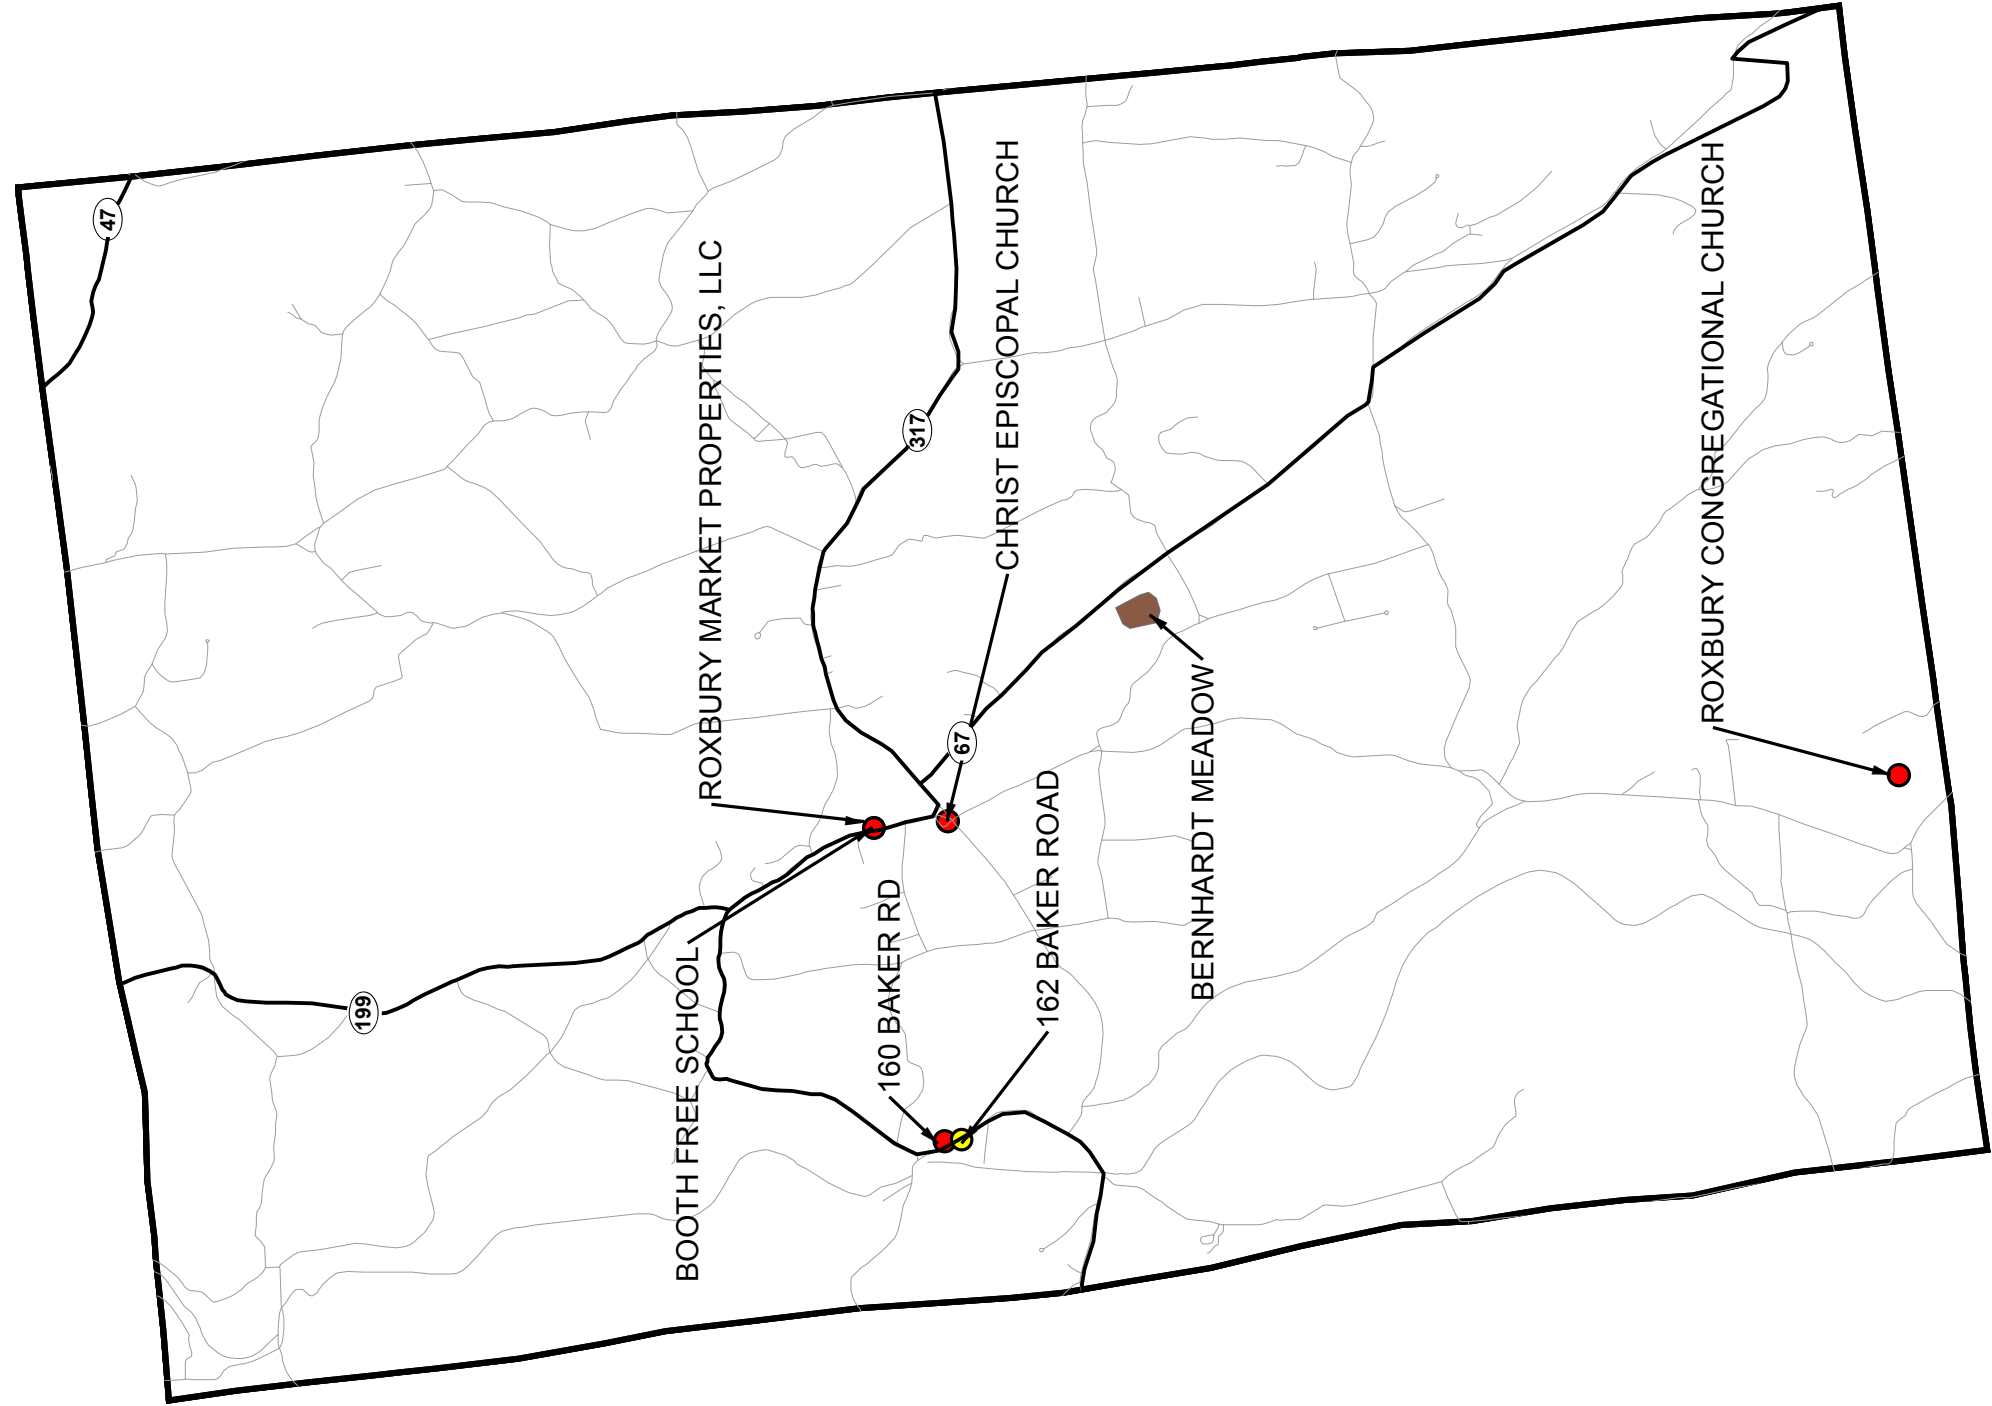 47
ROXBURY MARKET PROPERTIES, LLC
317
CHRIST EPISCOPAL CHURCH
ROXBURY CONGREGATIONAL CHURCH
67
162 BAKER ROAD
BERNHARDT MEADOW
160 BAKER RD
BOOTH FREE SCHOOL
199